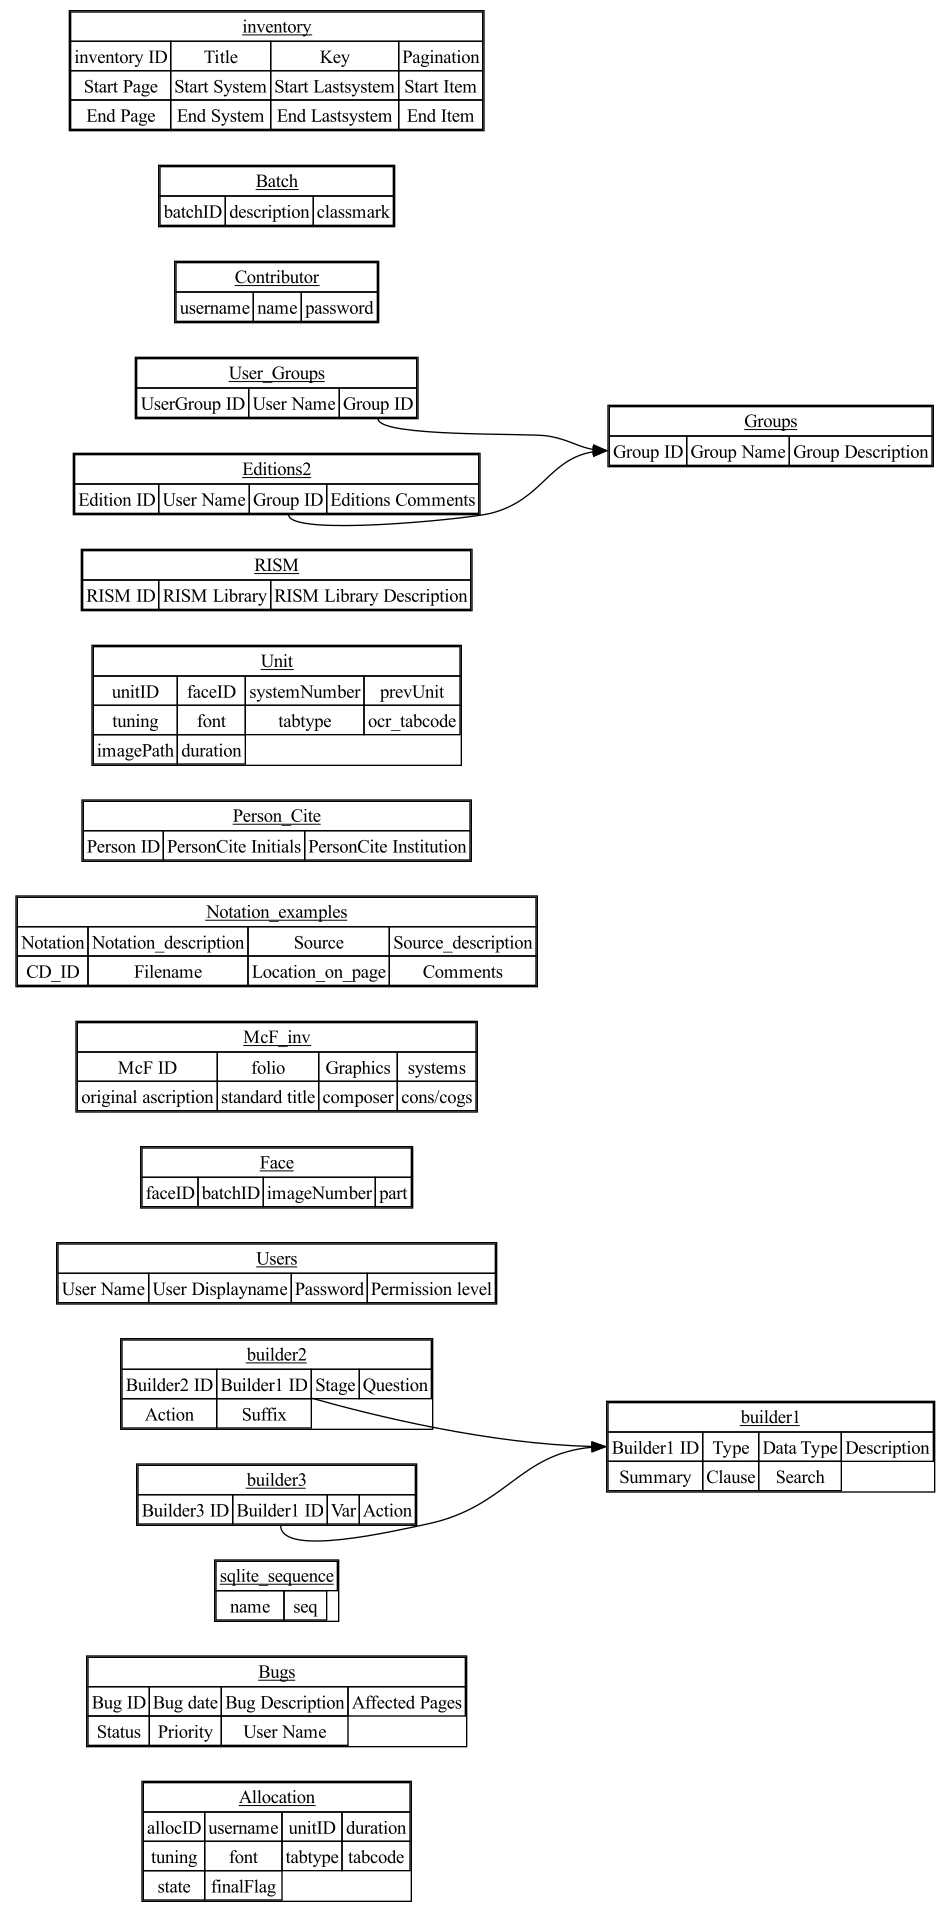 inventory
inventory ID Title Key Pagination
Start Page Start System Start Lastsystem Start Item
End Page End System End Lastsystem End Item
Batch
batchID description classmark
Contributor
username name password
User_Groups
UserGroup ID User Name Group ID
Groups
Group ID Group Name Group Description
Editions2
Edition ID User Name Group ID Editions Comments
RISM
RISM ID RISM Library RISM Library Description
Unit
unitID faceID systemNumber prevUnit
tuning font tabtype ocr_tabcode
imagePath duration
Person_Cite
Person ID PersonCite Initials PersonCite Institution
Notation_examples
Notation Notation_description Source Source_description
CD_ID Filename Location_on_page Comments
McF_inv
McF ID folio Graphics systems
original ascription standard title composer cons/cogs
Face
faceID batchID imageNumber part
Users
User Name User Displayname Password Permission level
builder2
Builder2 ID Builder1 ID Stage Question
Action Suffix
builder1
Builder1 ID Type Data Type Description
Summary Clause Search
builder3
Builder3 ID Builder1 ID Var Action
sqlite_sequence
name seq
Bugs
Bug ID Bug date Bug Description Affected Pages
Status Priority User Name
Allocation
allocID username unitID duration
tuning font tabtype tabcode
state finalFlag